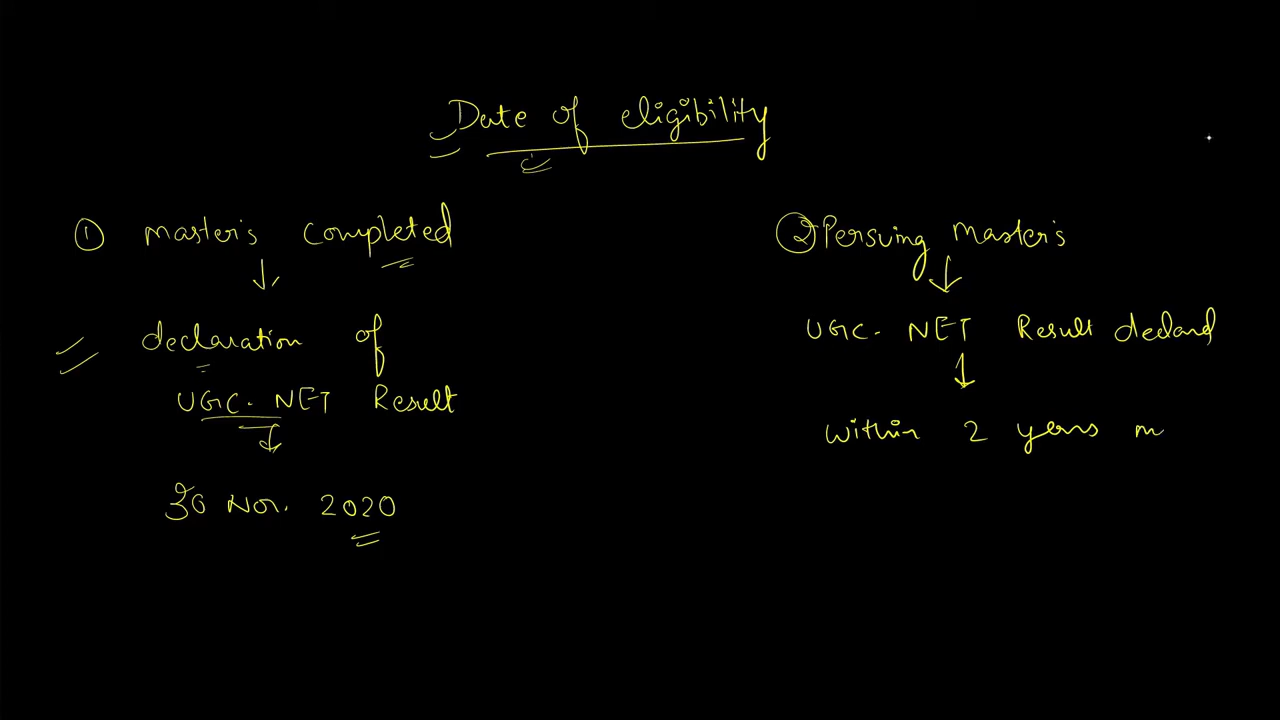 Date of eligibility
① Master's completed
declaration of
UGC-NET Result
30 Nov. 2020
② Persuing Master's
UGC-NET Result declard
within 2 years m